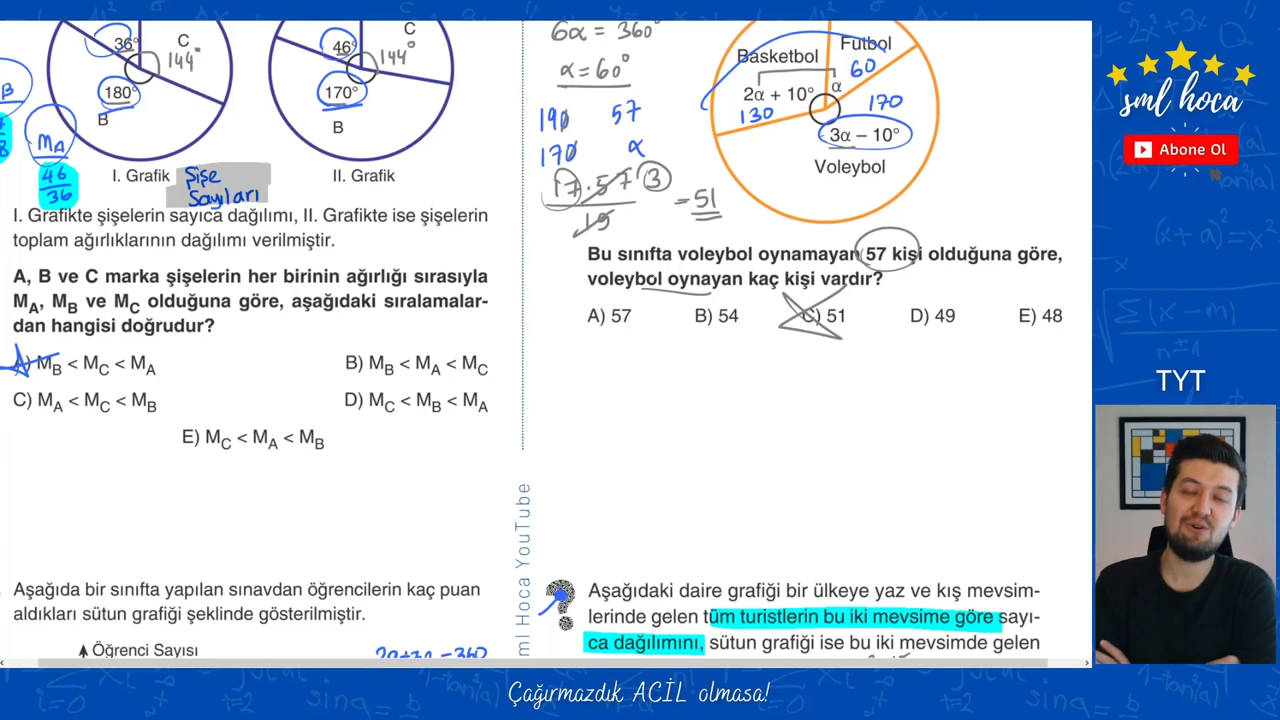 36°
C
144°
180°
B
MA
46
36
I. Grafik
Şişe
Sayıları
46°
C
144°
170°
B
II. Grafik
I. Grafikte şişelerin sayıca dağılımı, II. Grafikte ise şişelerin
toplam ağırlıklarının dağılımı verilmiştir.
A, B ve C marka şişelerin her birinin ağırlığı sırasıyla
MA, MB ve MC olduğuna göre, aşağıdaki sıralamalar-
dan hangisi doğrudur?
A) MB < MC < MA
B) MB < MA < MC
C) MA < MC < MB
D) MC < MB < MA
E) MC < MA < MB
Aşağıda bir sınıfta yapılan sınavdan öğrencilerin kaç puan
aldıkları sütun grafiği şeklinde gösterilmiştir.
Öğrenci Sayısı
sml Hoca YouTube
6α = 360°
α = 60°
190 57
170 α
17.57 3
19
= 51
Basketbol
Futbol
60
2α + 10°
α
130
170
3α – 10°
Voleybol
Bu sınıfta voleybol oynamayan 57 kişi olduğuna göre,
voleybol oynayan kaç kişi vardır?
A) 57 B) 54 C) 51 D) 49 E) 48
?
Aşağıdaki daire grafiği bir ülkeye yaz ve kış mevsim-
lerinde gelen tüm turistlerin bu iki mevsime göre sayı-
ca dağılımını, sütun grafiği ise bu iki mevsimde gelen
sml hoca
Abone Ol
TYT
Çağırmazdık ACİL olmasa!